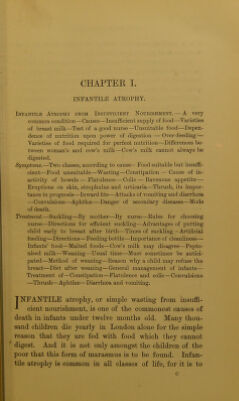 CHAPTER I.
INFANTILE ATROPHY.
INFANTILE ATROPHY FROM INSUFFICIENT NOURISHMENT.—A very
common condition—Causes—Insufficient supply of food—Varieties
of breast milk—Test of a good nurse—Unsuitable food—Depen-
dence of nutrition upon power of digestion—Over-feeding—
Varieties of food required for perfect nutrition—Differences be-
tween woman's and cow's milk—Cow's milk cannot always be
digested.
Symptoms.—Two classes, according to cause—Food suitable but insuffi-
cient—Food unsuitable—Wasting—Constipation—Cause of in-
activity of bowels—Flatulence—Colic—Ravenous appetite—
Eruptions on skin, strophulus and urticaria—Thrush, its impor-
tance in prognosis—Inward fits—Attacks of vomiting and diarrhœa
—Convulsions—Aphthæ—Danger of secondary diseases—Mode
of death.
Treatment—Suckling—By mother—By nurse—Rules for choosing
nurse—Directions for efficient suckling—Advantages of putting
child early to breast after birth—Times of suckling—Artificial
feeding—Directions—Feeding bottle—Importance of cleanliness—
Infants' food—Malted foods—Cow's milk may disagree—Pepto-
nised milk—Weaning—Usual time—Must sometimes be antici-
pated—Method of weaning—Reason why a child may refuse the
breast—Diet after weaning—General management of infants—
Treatment of—Constipation—Flatulence and colic—Convulsions
—Thrush—Aphthæ—Diarrhœa and vomiting.
INFANTILE atrophy, or simple wasting from insuffi-
cient nourishment, is one of the commonest causes of
death in infants under twelve months old. Many thou-
sand children die yearly in London alone for the simple
reason that they are fed with food which they cannot
digest. And it is not only amongst the children of the
poor that this form of marasmus is to be found. Infan-
tile atrophy is common in all classes of life, for it is to